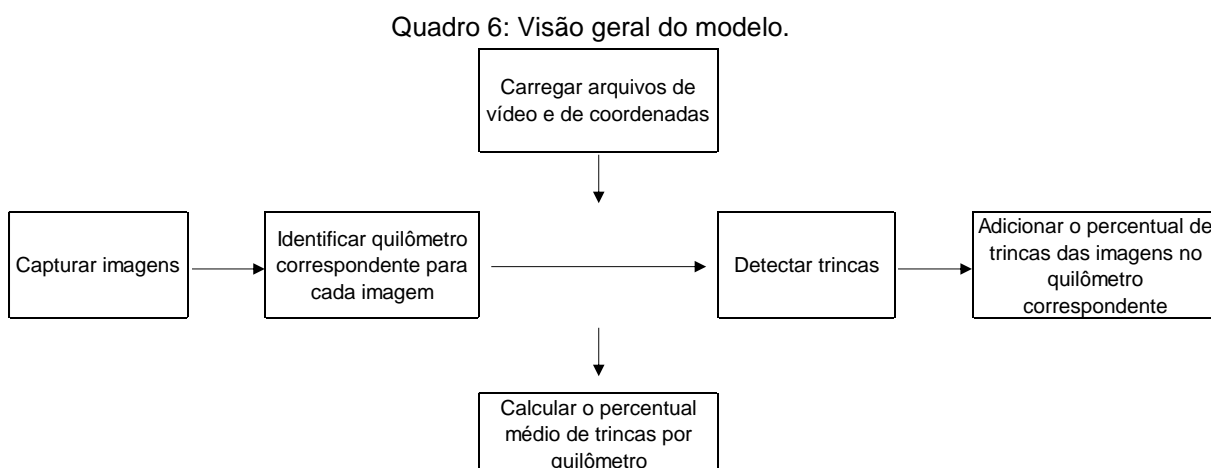 Quadro 6: Visão geral do modelo.
Carregar arquivos de
vídeo e de coordenadas
Capturar imagens
Identificar quilômetro
correspondente para
cada imagem
Detectar trincas
Adicionar o percentual de
trincas das imagens no
quilômetro
correspondente
Calcular o percentual
médio de trincas por
quilômetro